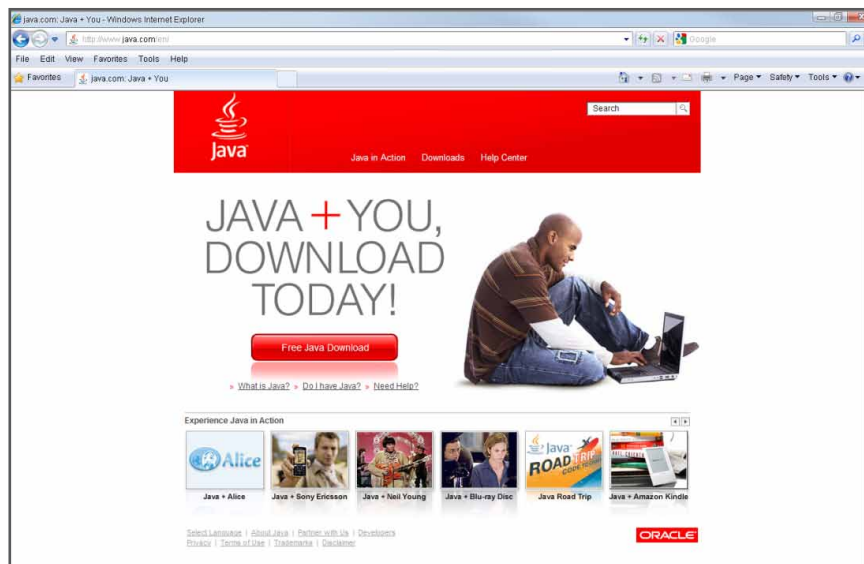 java.com: Java + You - Windows Internet Explorer
http://www.java.com/en/
Google
File Edit View Favorites Tools Help
Favorites java.com: Java + You Page Safety Tools
Search
Java
Java in Action Downloads Help Center
JAVA + YOU,
DOWNLOAD
TODAY!
Free Java Download
» What is Java? » Do I have Java? » Need Help?
Experience Java in Action
Alice
Java
ROAD TRIP
CODE TO COAST
Java + Alice Java + Sony Ericsson Java + Neil Young Java + Blu-ray Disc Java Road Trip Java + Amazon Kindle
Select Language | About Java | Partner with Us | Developers
Privacy | Terms of Use | Trademarks | Disclaimer
ORACLE